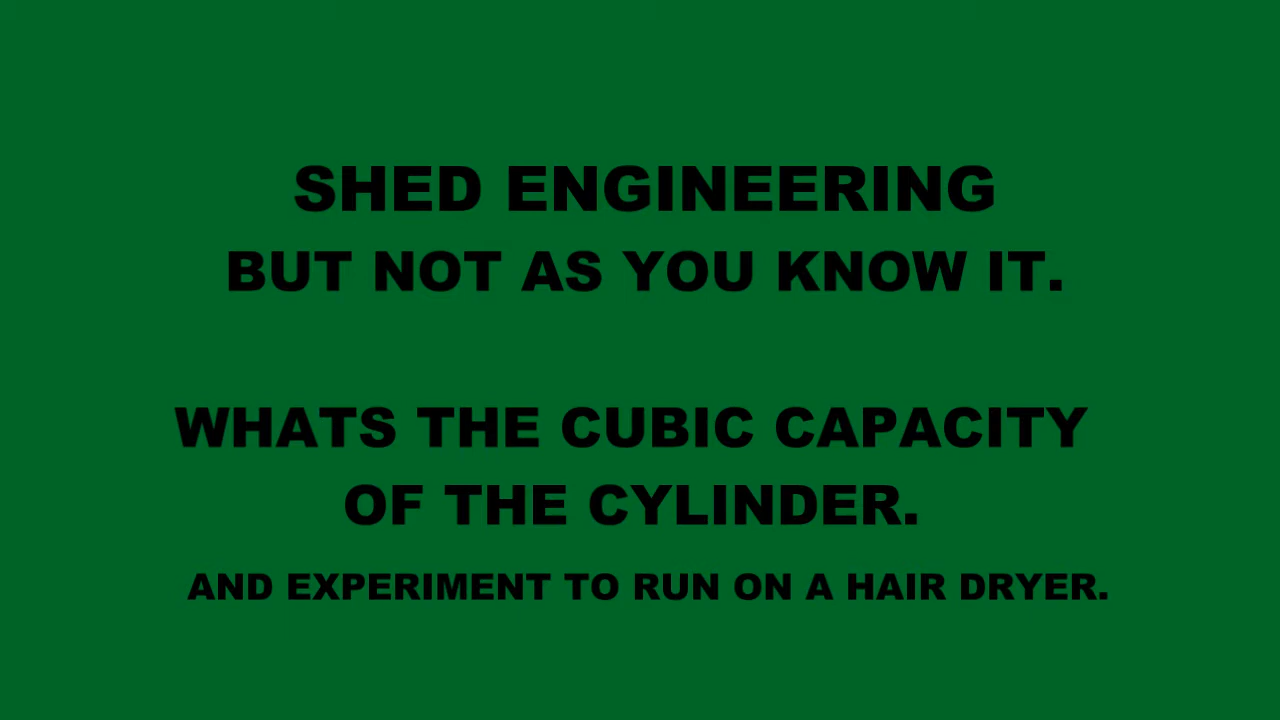 SHED ENGINEERING
BUT NOT AS YOU KNOW IT.
WHATS THE CUBIC CAPACITY
OF THE CYLINDER.
AND EXPERIMENT TO RUN ON A HAIR DRYER.